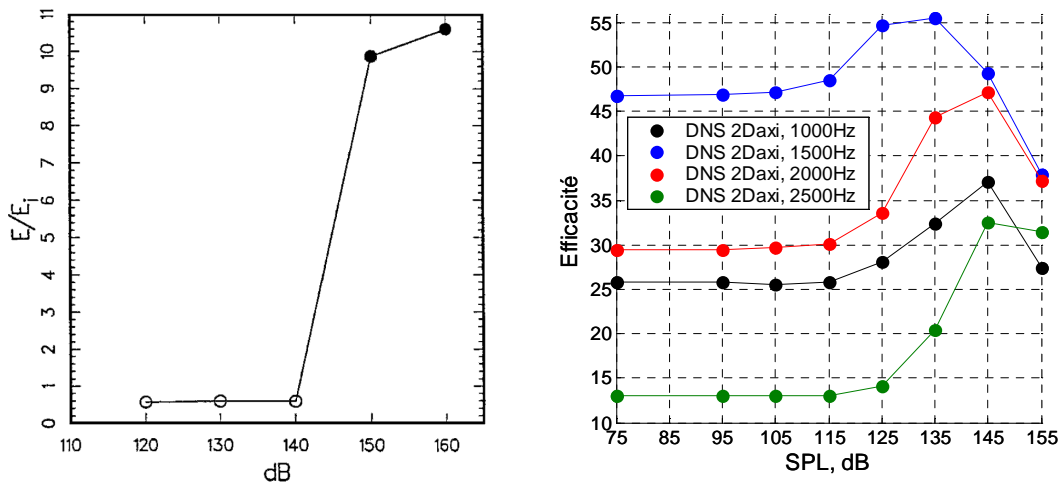 E/Ei
11
10
9
8
7
6
5
4
3
2
1
0
110 120 130 140 150 160
dB
Efficacité
55
50
45
40
35
30
25
20
15
10
DNS 2Daxi, 1000Hz
DNS 2Daxi, 1500Hz
DNS 2Daxi, 2000Hz
DNS 2Daxi, 2500Hz
75 85 95 105 115 125 135 145 155
SPL, dB